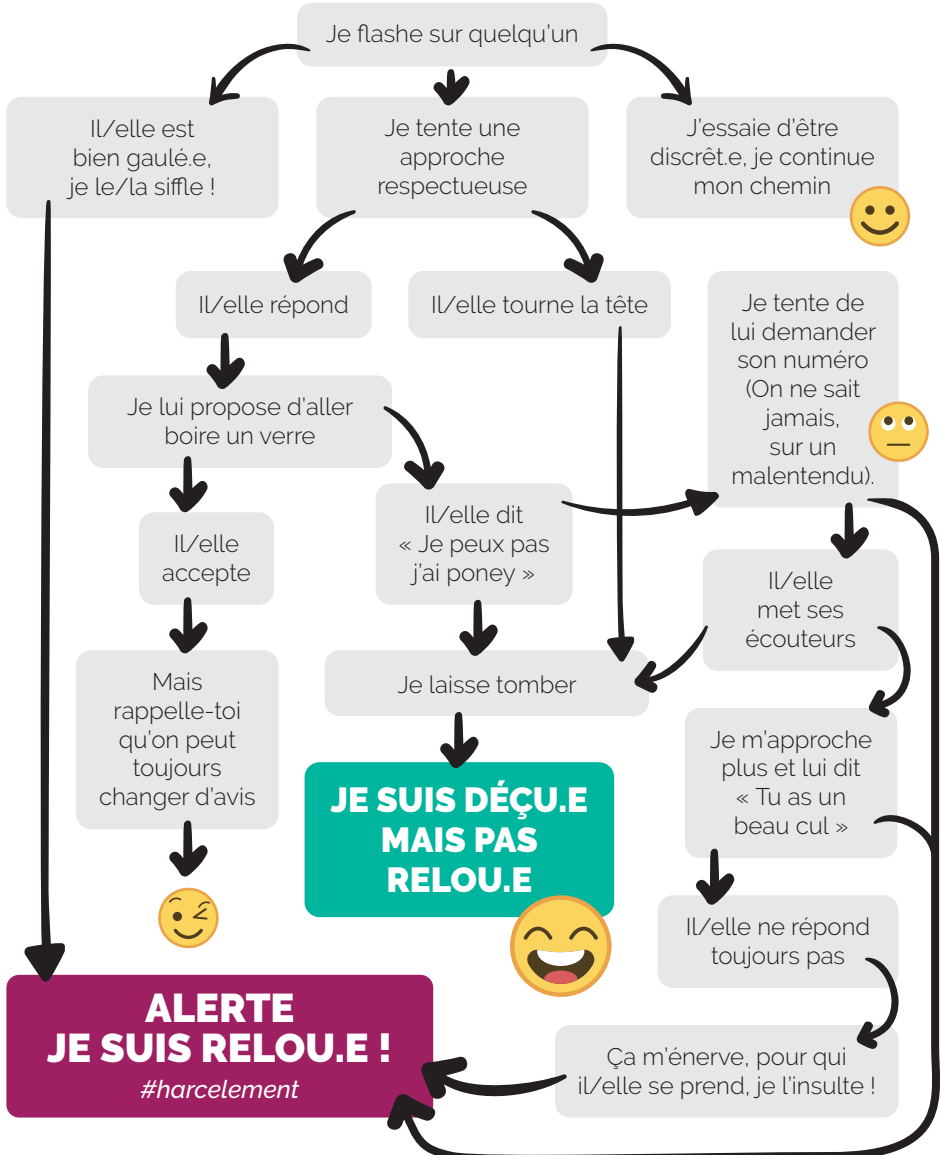 Je flashe sur quelqu'un
Il/elle est
bien gaulé.e,
je le/la siffle !
Je tente une
approche
respectueuse
J'essaie d'être
discrêt.e, je continue
mon chemin
Il/elle répond
Il/elle tourne la tête
Je tente de
lui demander
son numéro
(On ne sait
jamais,
sur un
malentendu).
Je lui propose d'aller
boire un verre
Il/elle
accepte
Il/elle dit
« Je peux pas
j'ai poney »
Il/elle
met ses
écouteurs
Mais
rappelle-toi
qu'on peut
toujours
changer d'avis
Je laisse tomber
Je m'approche
plus et lui dit
« Tu as un
beau cul »
JE SUIS DÉÇU.E
MAIS PAS
RELOU.E
Il/elle ne répond
toujours pas
ALERTE
JE SUIS RELOU.E !
#harcelement
Ça m'énerve, pour qui
il/elle se prend, je l'insulte !